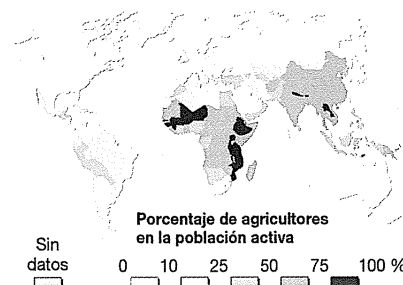 Porcentaje de agricultores
en la población activa
Sin
datos
0 10 25 50 75 100 %